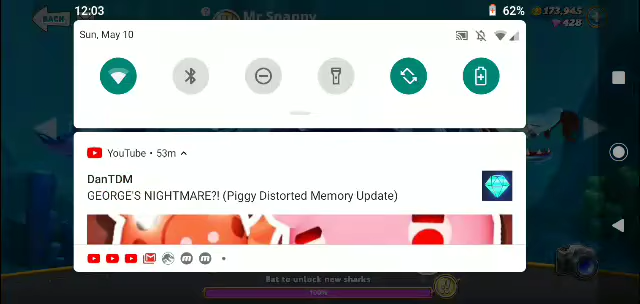 12:03
62%
BACK
Mr Snappy
173,945
428
Sun, May 10
YouTube • 53m
DanTDM
GEORGE'S NIGHTMARE?! (Piggy Distorted Memory Update)
Eat to unlock new sharks
100%